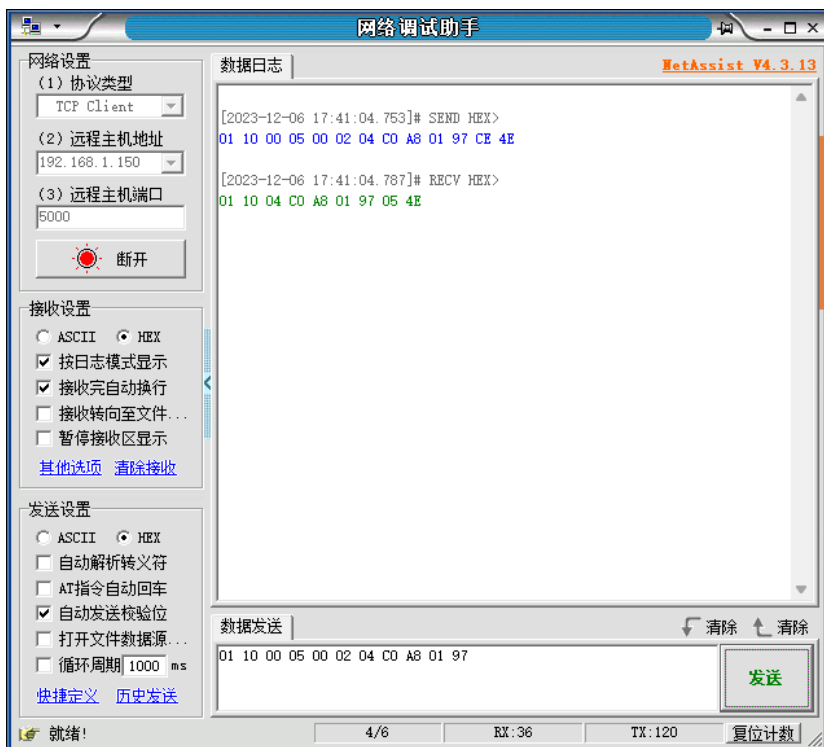 网络调试助手
网络设置
(1) 协议类型
TCP Client
(2) 远程主机地址
192.168.1.150
(3) 远程主机端口
5000
断开
接收设置
ASCII HEX
按日志模式显示
接收完自动换行
接收转向至文件...
暂停接收区显示
其他选项 清除接收
发送设置
ASCII HEX
自动解析转义符
AT指令自动回车
自动发送校验位
打开文件数据源...
循环周期 1000 ms
快捷定义 历史发送
数据日志
NetAssist V4.3.13
[2023-12-06 17:41:04.753]# SEND HEX>
01 10 00 05 00 02 04 C0 A8 01 97 CE 4E
[2023-12-06 17:41:04.787]# RECV HEX>
01 10 04 C0 A8 01 97 05 4E
数据发送
清除 清除
01 10 00 05 00 02 04 C0 A8 01 97
发送
就绪!
4/6
RX:36
TX:120
复位计数